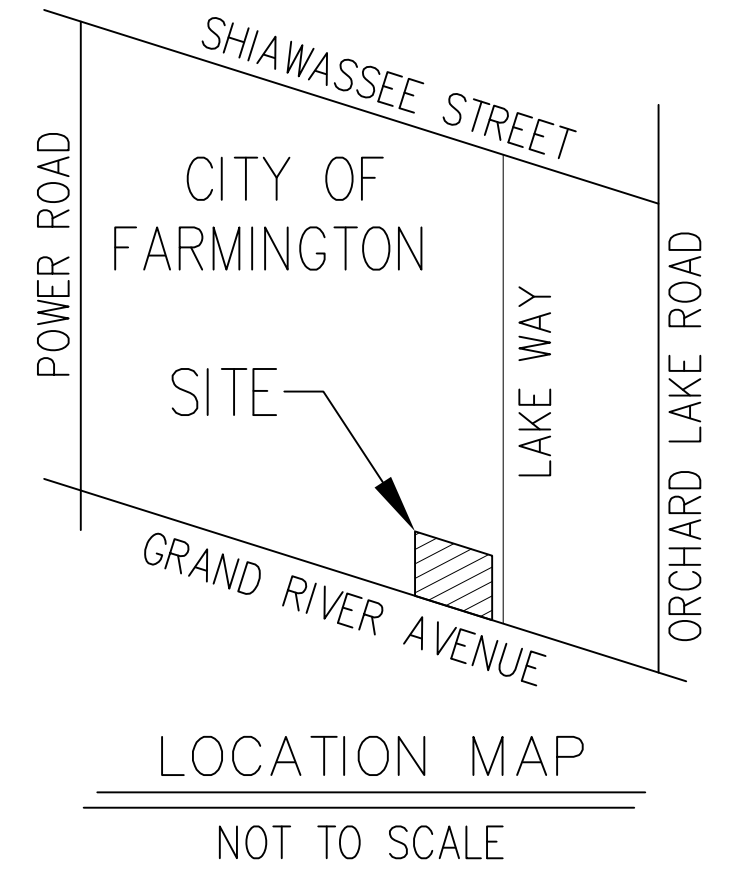 SHIAWASSEE STREET
CITY OF
FARMINGTON
POWER ROAD
LAKE WAY
ORCHARD LAKE ROAD
SITE
GRAND RIVER AVENUE
LOCATION MAP
NOT TO SCALE